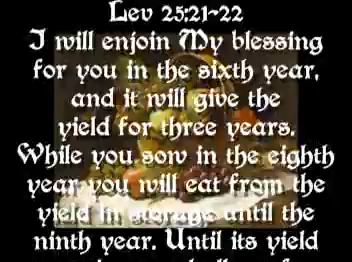 Lev 25:21-22
I will enjoin My blessing
for you in the sixth year,
and it will give the
yield for three years.
While you sow in the eighth
year you will eat from the
yield in storage until the
ninth year. Until its yield